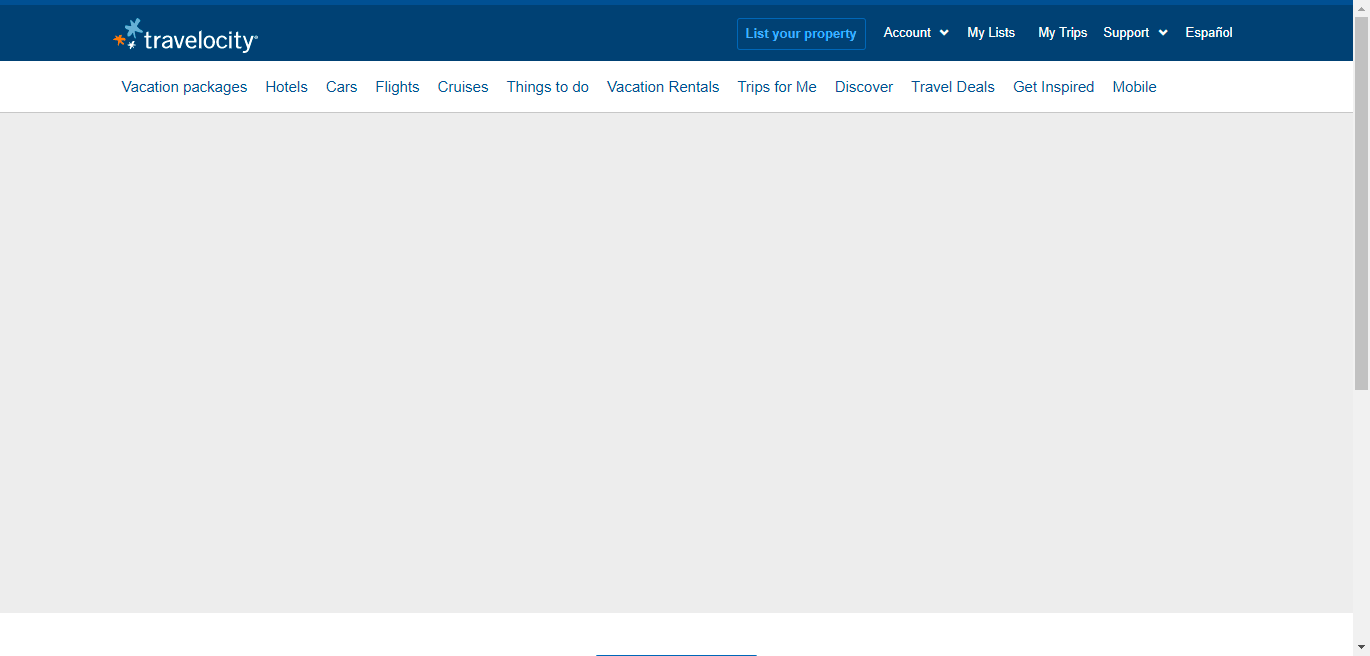 travelocity
List your property Account My Lists My Trips Support Español
Vacation packages Hotels Cars Flights Cruises Things to do Vacation Rentals Trips for Me Discover Travel Deals Get Inspired Mobile